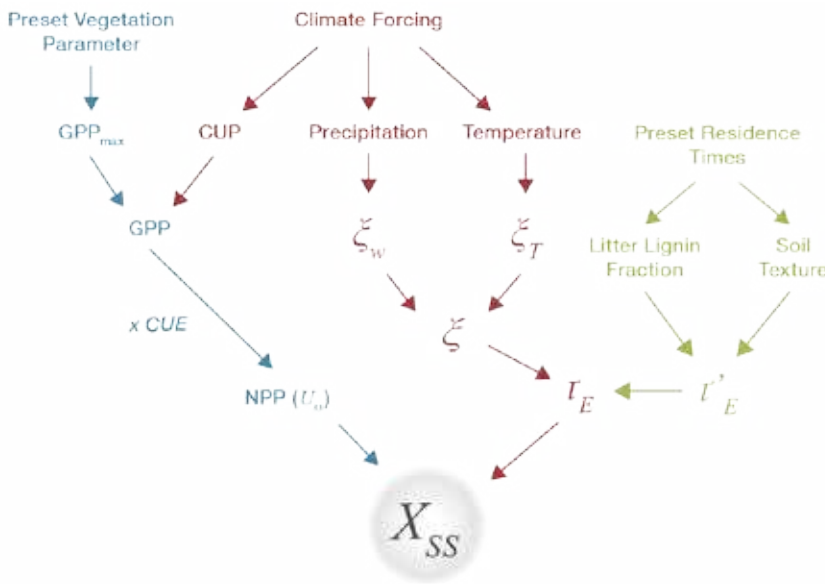 Preset Vegetation
Parameter
Climate Forcing
GPPmax
CUP
Precipitation
Temperature
Preset Residence
Times
GPP
ξw
ξT
Litter Lignin
Fraction
Soil
Texture
x CUE
ξ
NPP (Uₒ)
τE
τ'E
Xss